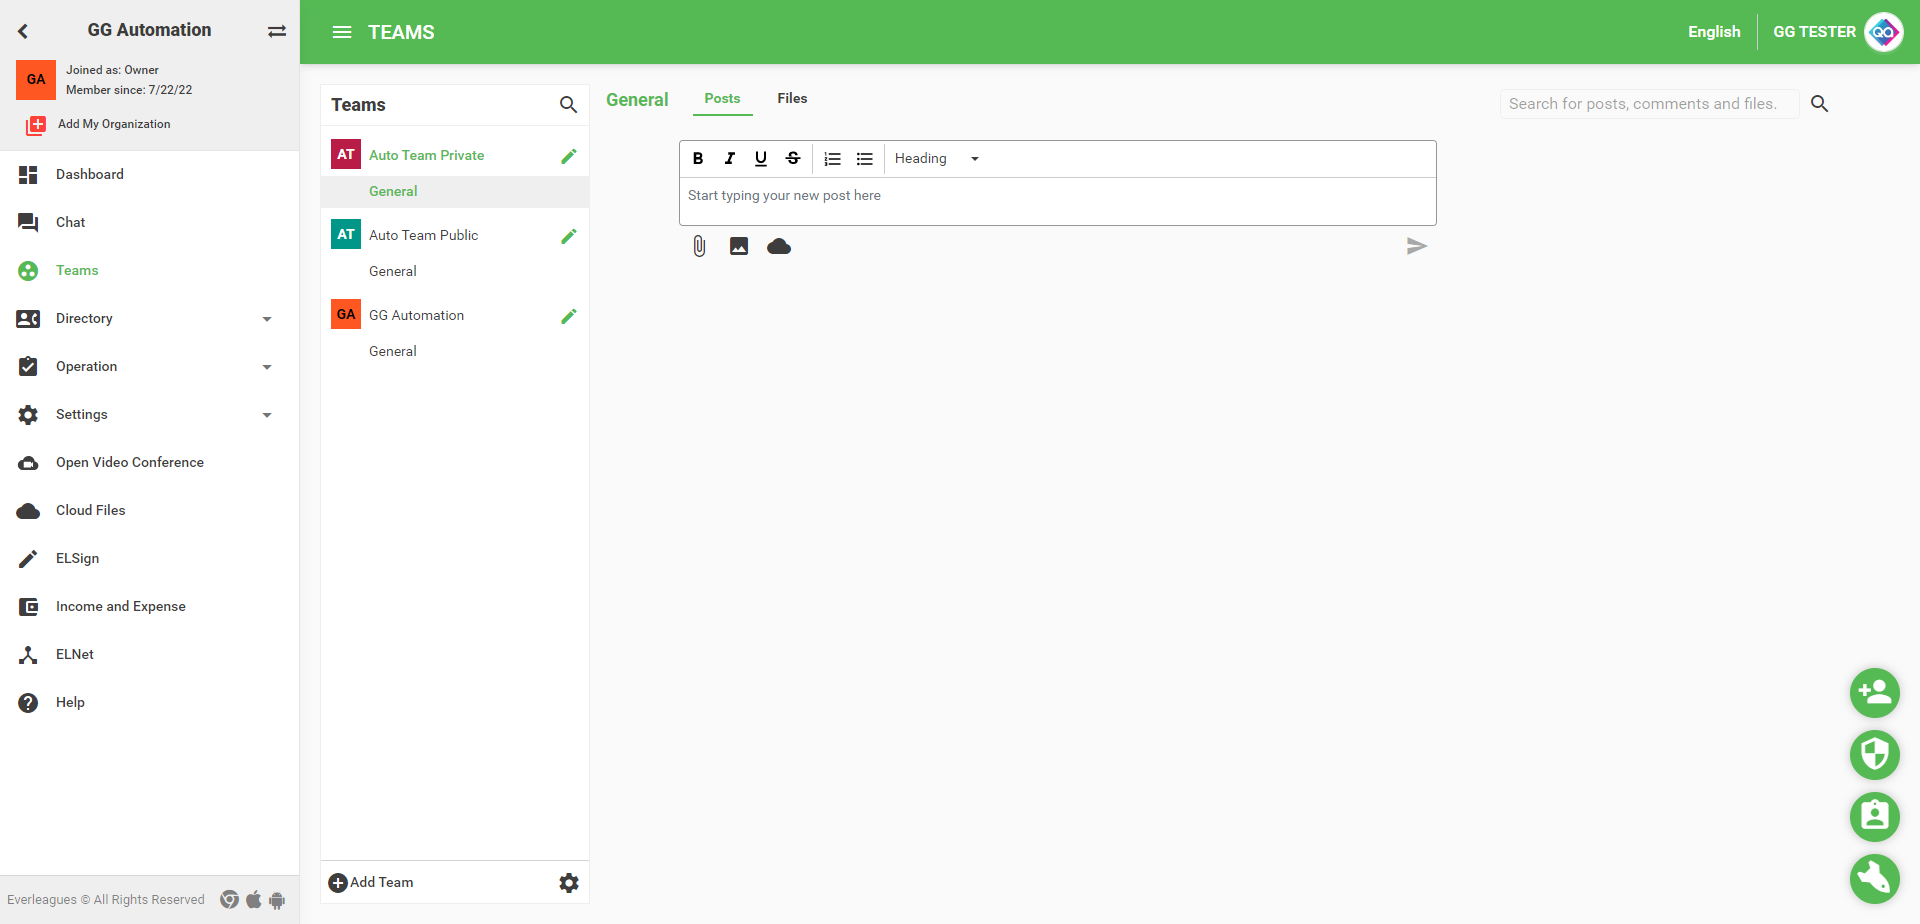 GG Automation
GA
Joined as: Owner
Member since: 7/22/22
Add My Organization
Dashboard
Chat
Teams
Directory
Operation
Settings
Open Video Conference
Cloud Files
ELSign
Income and Expense
ELNet
Help
Everleagues © All Rights Reserved
TEAMS
English
GG TESTER
QA
Teams
AT Auto Team Private
General
AT Auto Team Public
General
GA GG Automation
General
Add Team
General
Posts
Files
Search for posts, comments and files.
B I U S Heading
Start typing your new post here